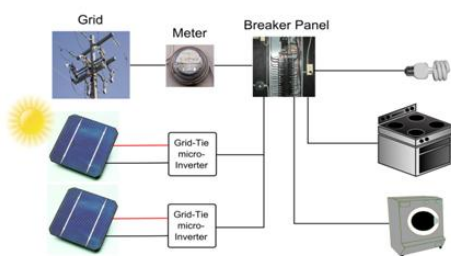 Grid
Meter
Breaker Panel
Grid-Tie
micro-
Inverter
Grid-Tie
micro-
Inverter